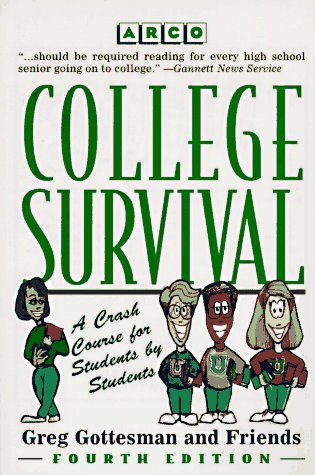 ARCO
“...should be required reading for every high school
senior going on to college.” —Gannett News Service
COLLEGE
SURVIVAL
A Crash
Course for
Students by
Students
U U U
Greg Gottesman and Friends
FOURTH EDITION